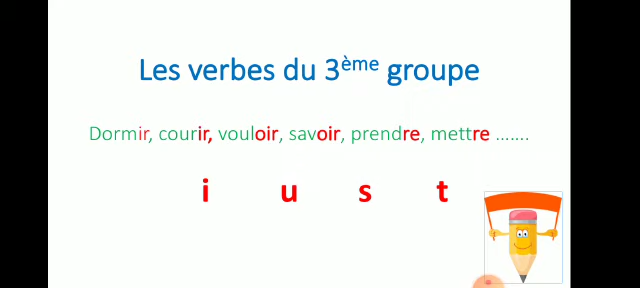 Les verbes du 3ème groupe
Dormir, courir, vouloir, savoir, prendre, mettre .......
i u s t